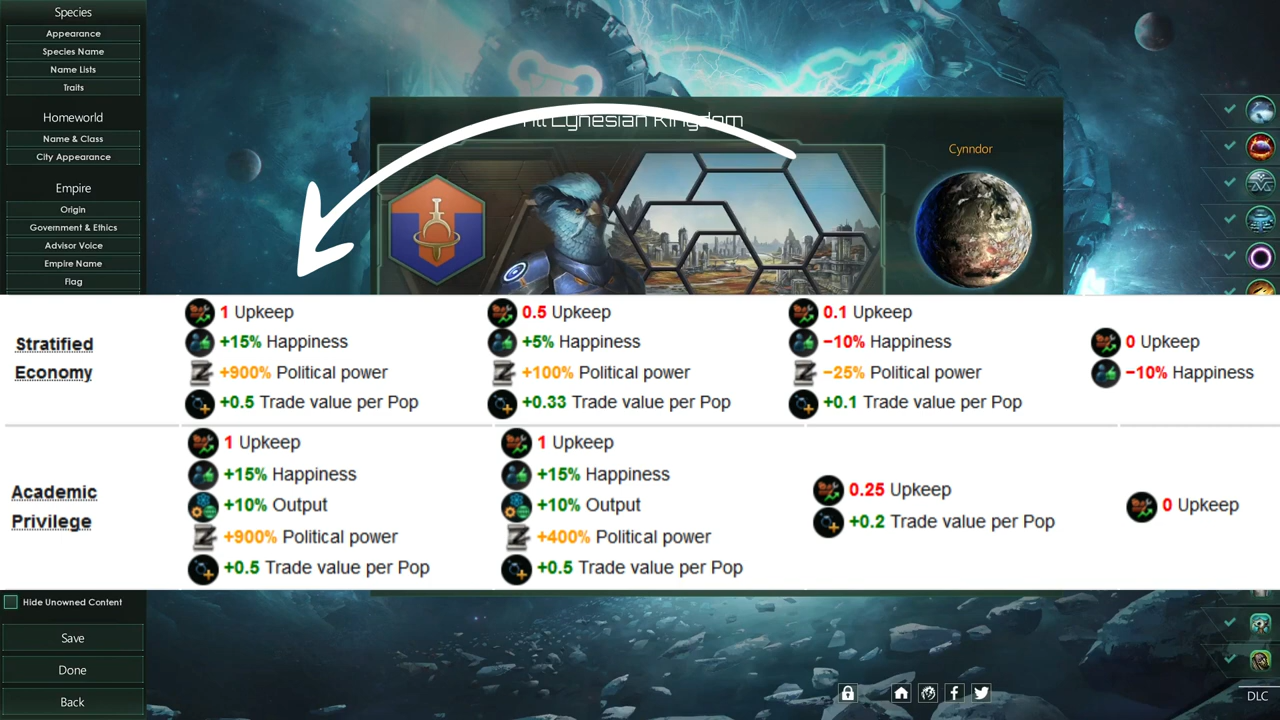 Species
Appearance
Species Name
Name Lists
Traits
Homeworld
Name & Class
City Appearance
Empire
Origin
Government & Ethics
Advisor Voice
Empire Name
Flag
Lynesian Kingdom
Cynndor
Stratified
Economy
1 Upkeep
+15% Happiness
+900% Political power
+0.5 Trade value per Pop
0.5 Upkeep
+5% Happiness
+100% Political power
+0.33 Trade value per Pop
0.1 Upkeep
−10% Happiness
−25% Political power
+0.1 Trade value per Pop
0 Upkeep
−10% Happiness
Academic
Privilege
1 Upkeep
+15% Happiness
+10% Output
+900% Political power
+0.5 Trade value per Pop
1 Upkeep
+15% Happiness
+10% Output
+400% Political power
+0.5 Trade value per Pop
0.25 Upkeep
+0.2 Trade value per Pop
0 Upkeep
Hide Unowned Content
Save
Done
Back
DLC